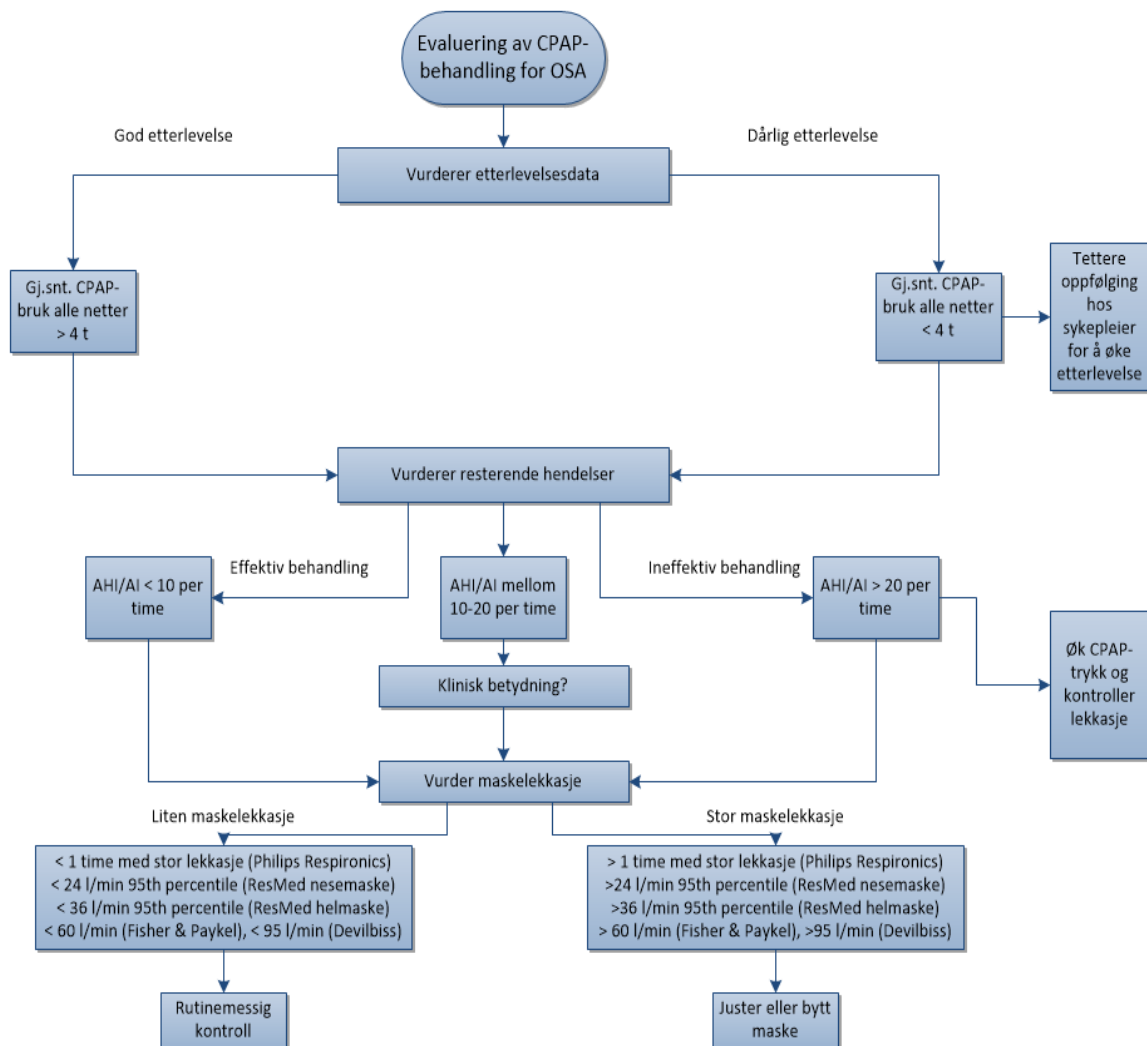 Evaluering av CPAP-
behandling for OSA
God etterlevelse
Dårlig etterlevelse
Vurderer etterlevelsesdata
Gj.snt. CPAP-
bruk alle netter
> 4 t
Gj.snt. CPAP-
bruk alle netter
< 4 t
Tettere
oppfølging
hos
sykepleier
for å øke
etterlevelse
Vurderer resterende hendelser
Effektiv behandling
Ineffektiv behandling
AHI/AI < 10 per
time
AHI/AI mellom
10-20 per time
AHI/AI > 20 per
time
Øk CPAP-
trykk og
kontroller
lekkasje
Klinisk betydning?
Vurder maskelekkasje
Liten maskelekkasje
Stor maskelekkasje
< 1 time med stor lekkasje (Philips Respironics)
< 24 l/min 95th percentile (ResMed nesemaske)
< 36 l/min 95th percentile (ResMed helmaske)
< 60 l/min (Fisher & Paykel), < 95 l/min (Devilbiss)
> 1 time med stor lekkasje (Philips Respironics)
>24 l/min 95th percentile (ResMed nesemaske)
>36 l/min 95th percentile (ResMed helmaske)
> 60 l/min (Fisher & Paykel), >95 l/min (Devilbiss)
Rutinemessig
kontroll
Juster eller bytt
maske